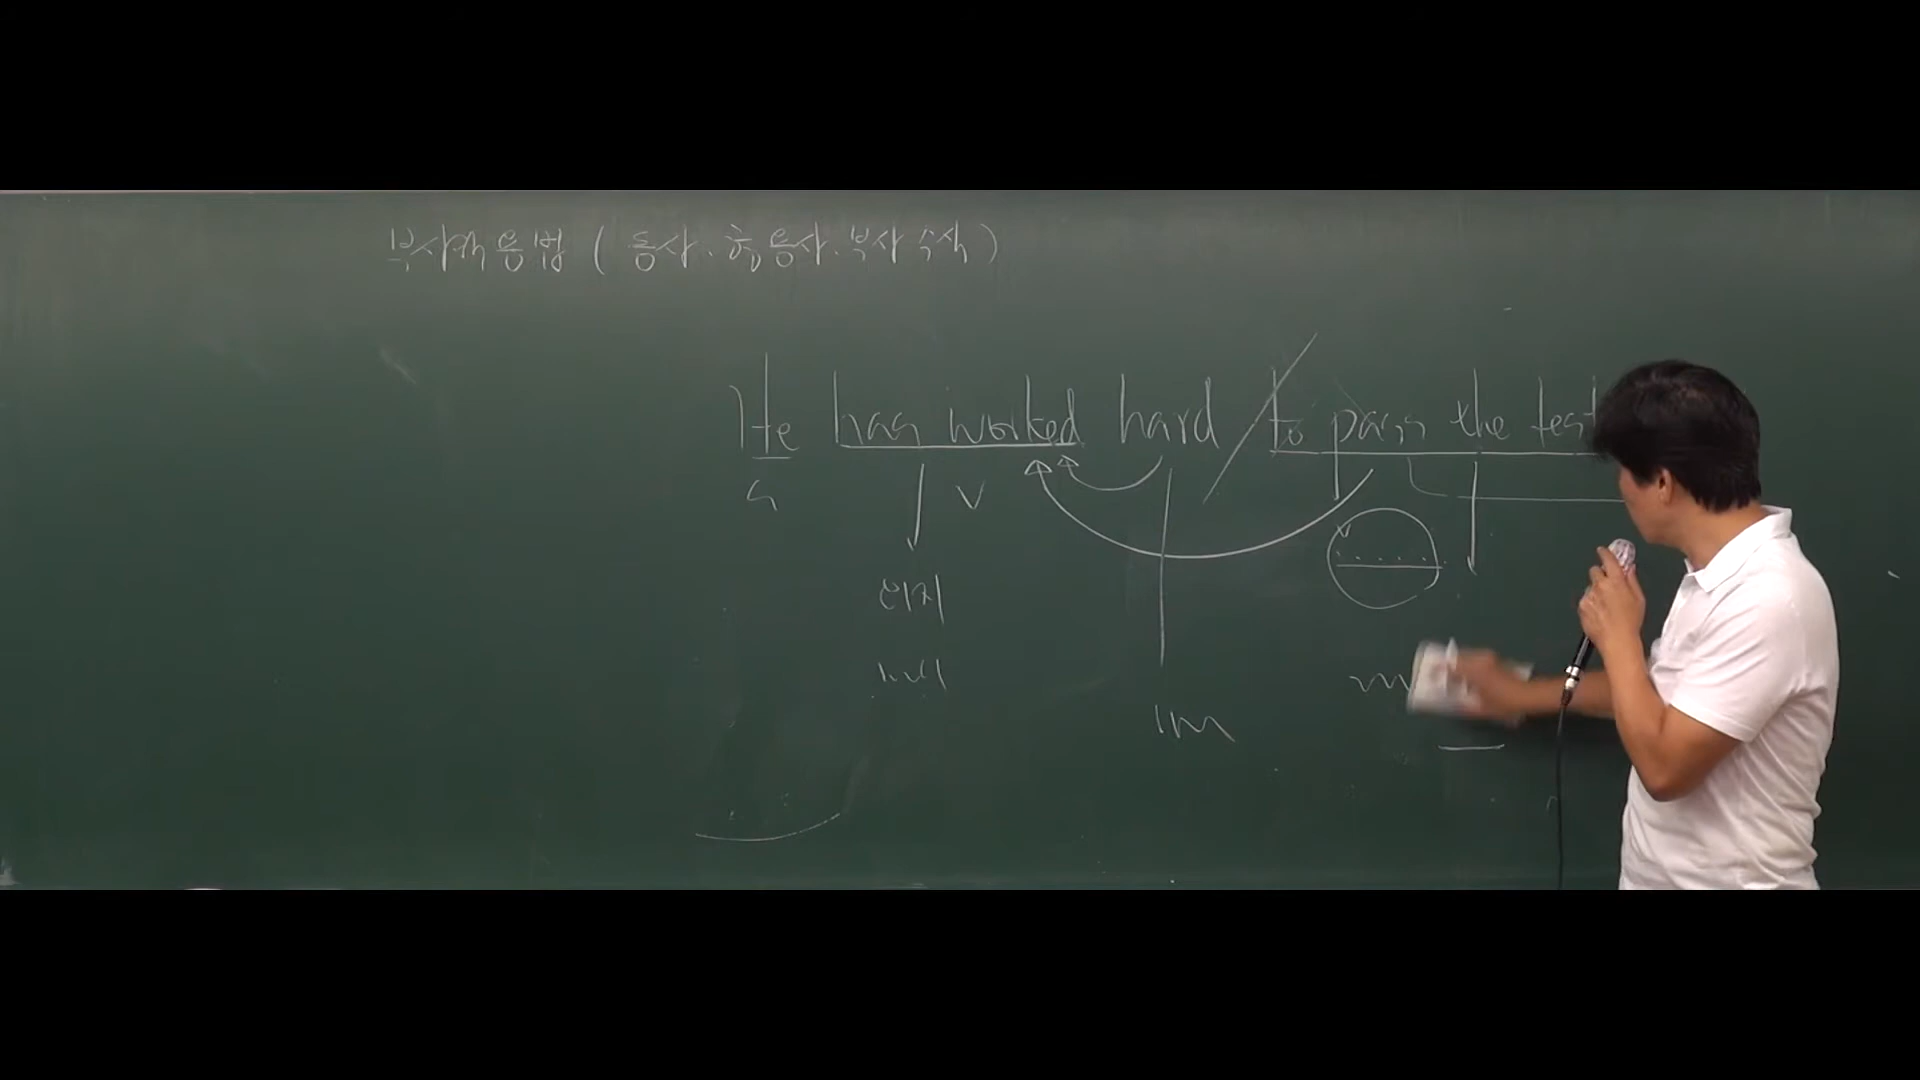 부사적 용법 ( 동사. 형용사. 부사 수식 )
He has worked hard / to pass the test
S V